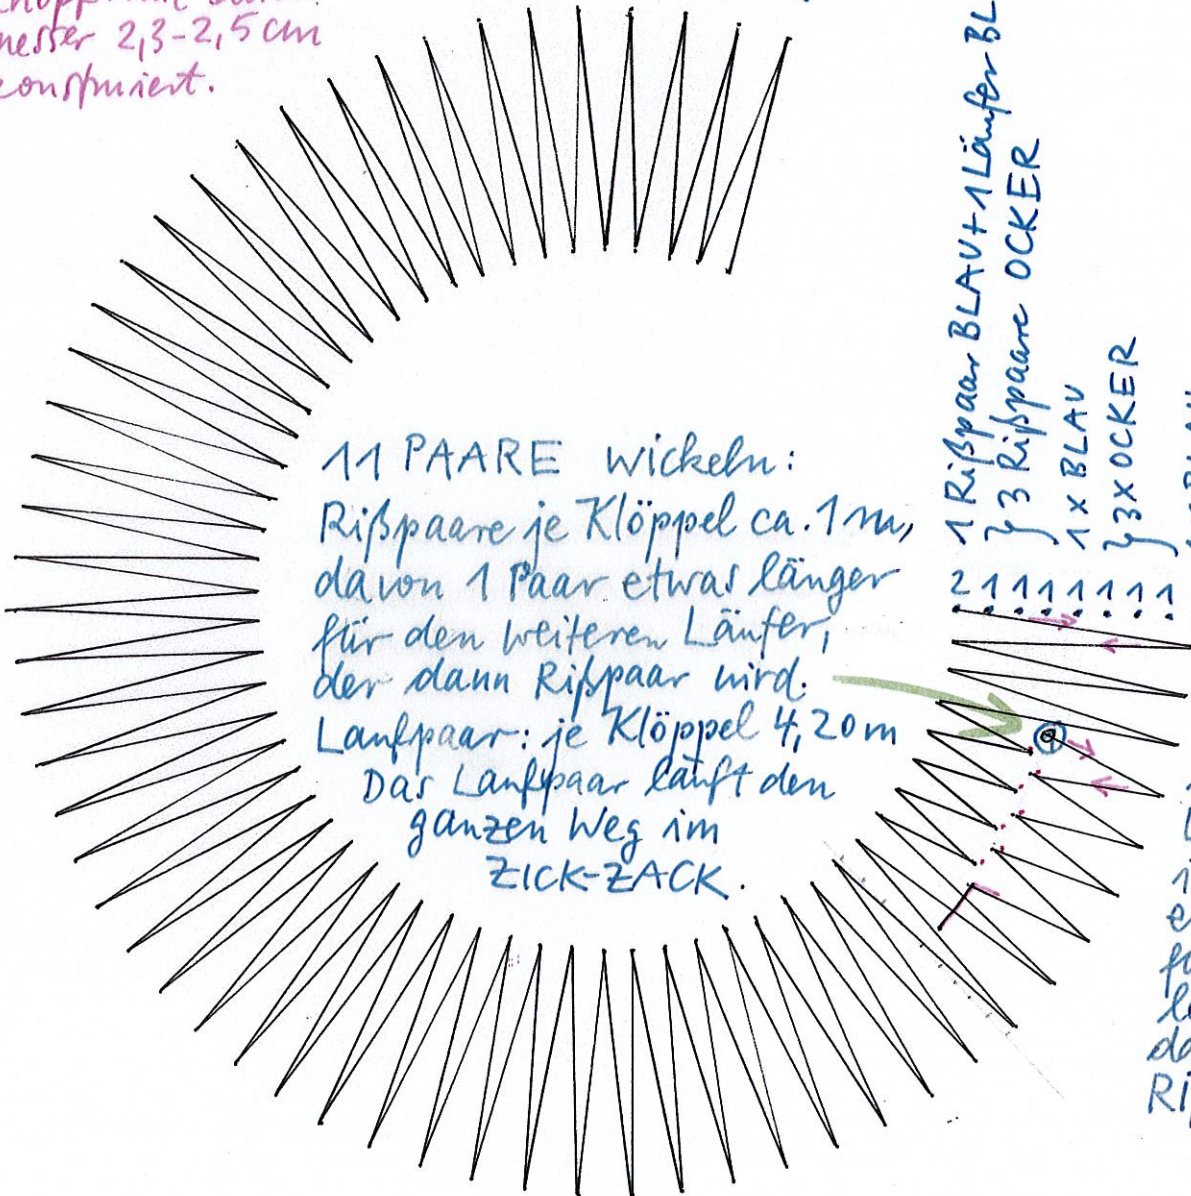 nesser 2,3-2,5 cm
konstruiert.
11 PAARE wickeln:
Rißpaare je Klöppel ca. 1 m,
davon 1 Paar etwas länger
für den weiteren Läufer,
der dann Rißpaar wird.
Laufpaar: je Klöppel 4,20 m
Das Laufpaar läuft den
ganzen Weg im
ZICK-ZACK.
1 Rißpaar BLAU + 1 Läufer BL
} 3 Rißpaare OCKER
1 x BLAU
} 3 x OCKER
2 1 1 1 1 1 1 1